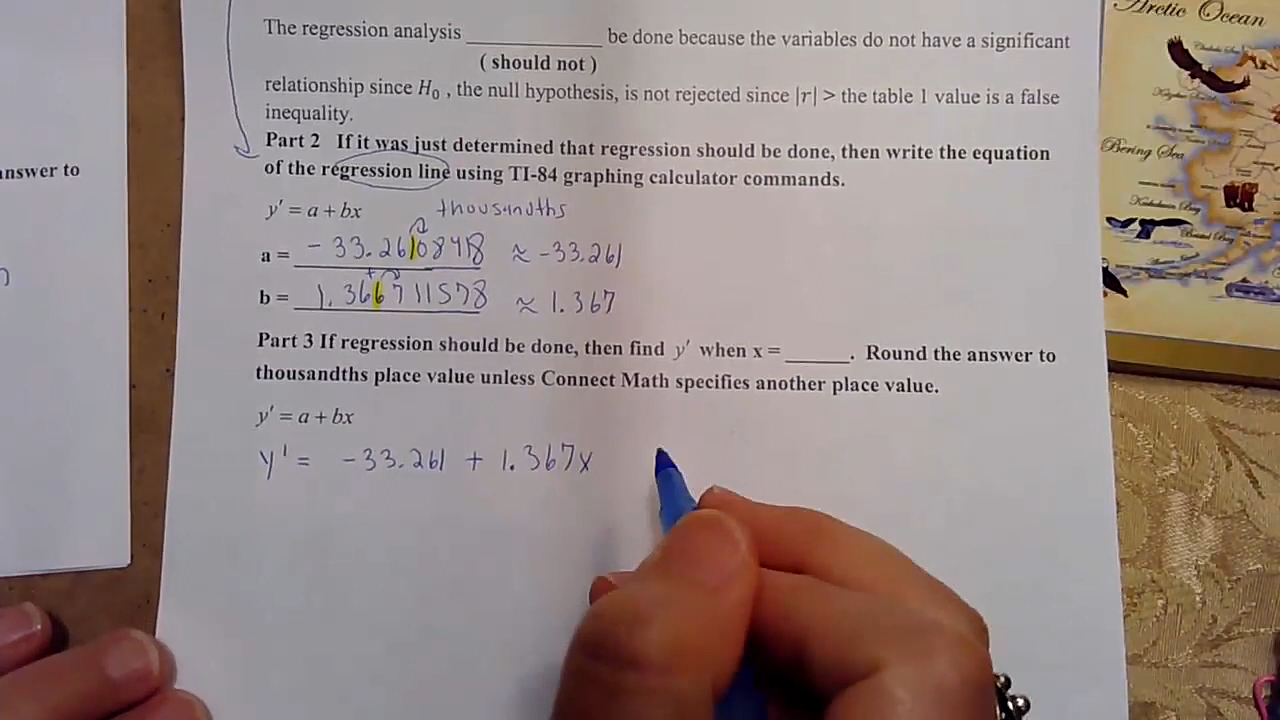 The regression analysis __________ be done because the variables do not have a significant
( should not )
relationship since H₀ , the null hypothesis, is not rejected since |r| > the table 1 value is a false
inequality.
Part 2 If it was just determined that regression should be done, then write the equation
of the regression line using TI-84 graphing calculator commands.
y' = a + bx thousandths
a = -33.26108418 ≈ -33.261
b = 1.366711578 ≈ 1.367
Part 3 If regression should be done, then find y' when x = ______. Round the answer to
thousandths place value unless Connect Math specifies another place value.
y' = a + bx
y' = -33.261 + 1.367x
answer to
Arctic Ocean
Bering Sea